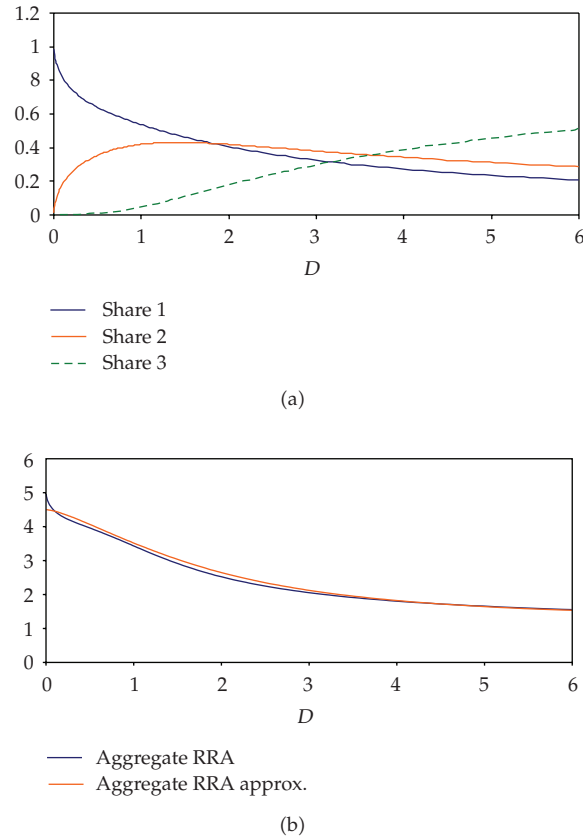 1.2
1
0.8
0.6
0.4
0.2
0
0 1 2 3 4 5 6
D
Share 1
Share 2
Share 3
(a)
6
5
4
3
2
1
0
0 1 2 3 4 5 6
D
Aggregate RRA
Aggregate RRA approx.
(b)